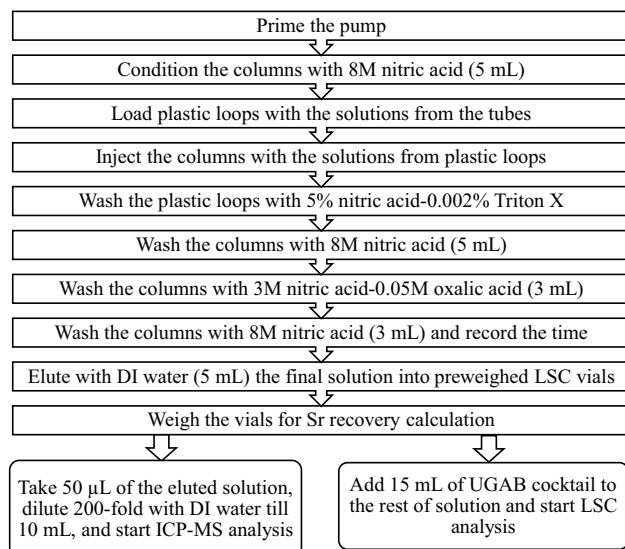 Prime the pump
Condition the columns with 8M nitric acid (5 mL)
Load plastic loops with the solutions from the tubes
Inject the columns with the solutions from plastic loops
Wash the plastic loops with 5% nitric acid-0.002% Triton X
Wash the columns with 8M nitric acid (5 mL)
Wash the columns with 3M nitric acid-0.05M oxalic acid (3 mL)
Wash the columns with 8M nitric acid (3 mL) and record the time
Elute with DI water (5 mL) the final solution into preweighed LSC vials
Weigh the vials for Sr recovery calculation
Take 50 µL of the eluted solution,
dilute 200-fold with DI water till
10 mL, and start ICP-MS analysis
Add 15 mL of UGAB cocktail to
the rest of solution and start LSC
analysis